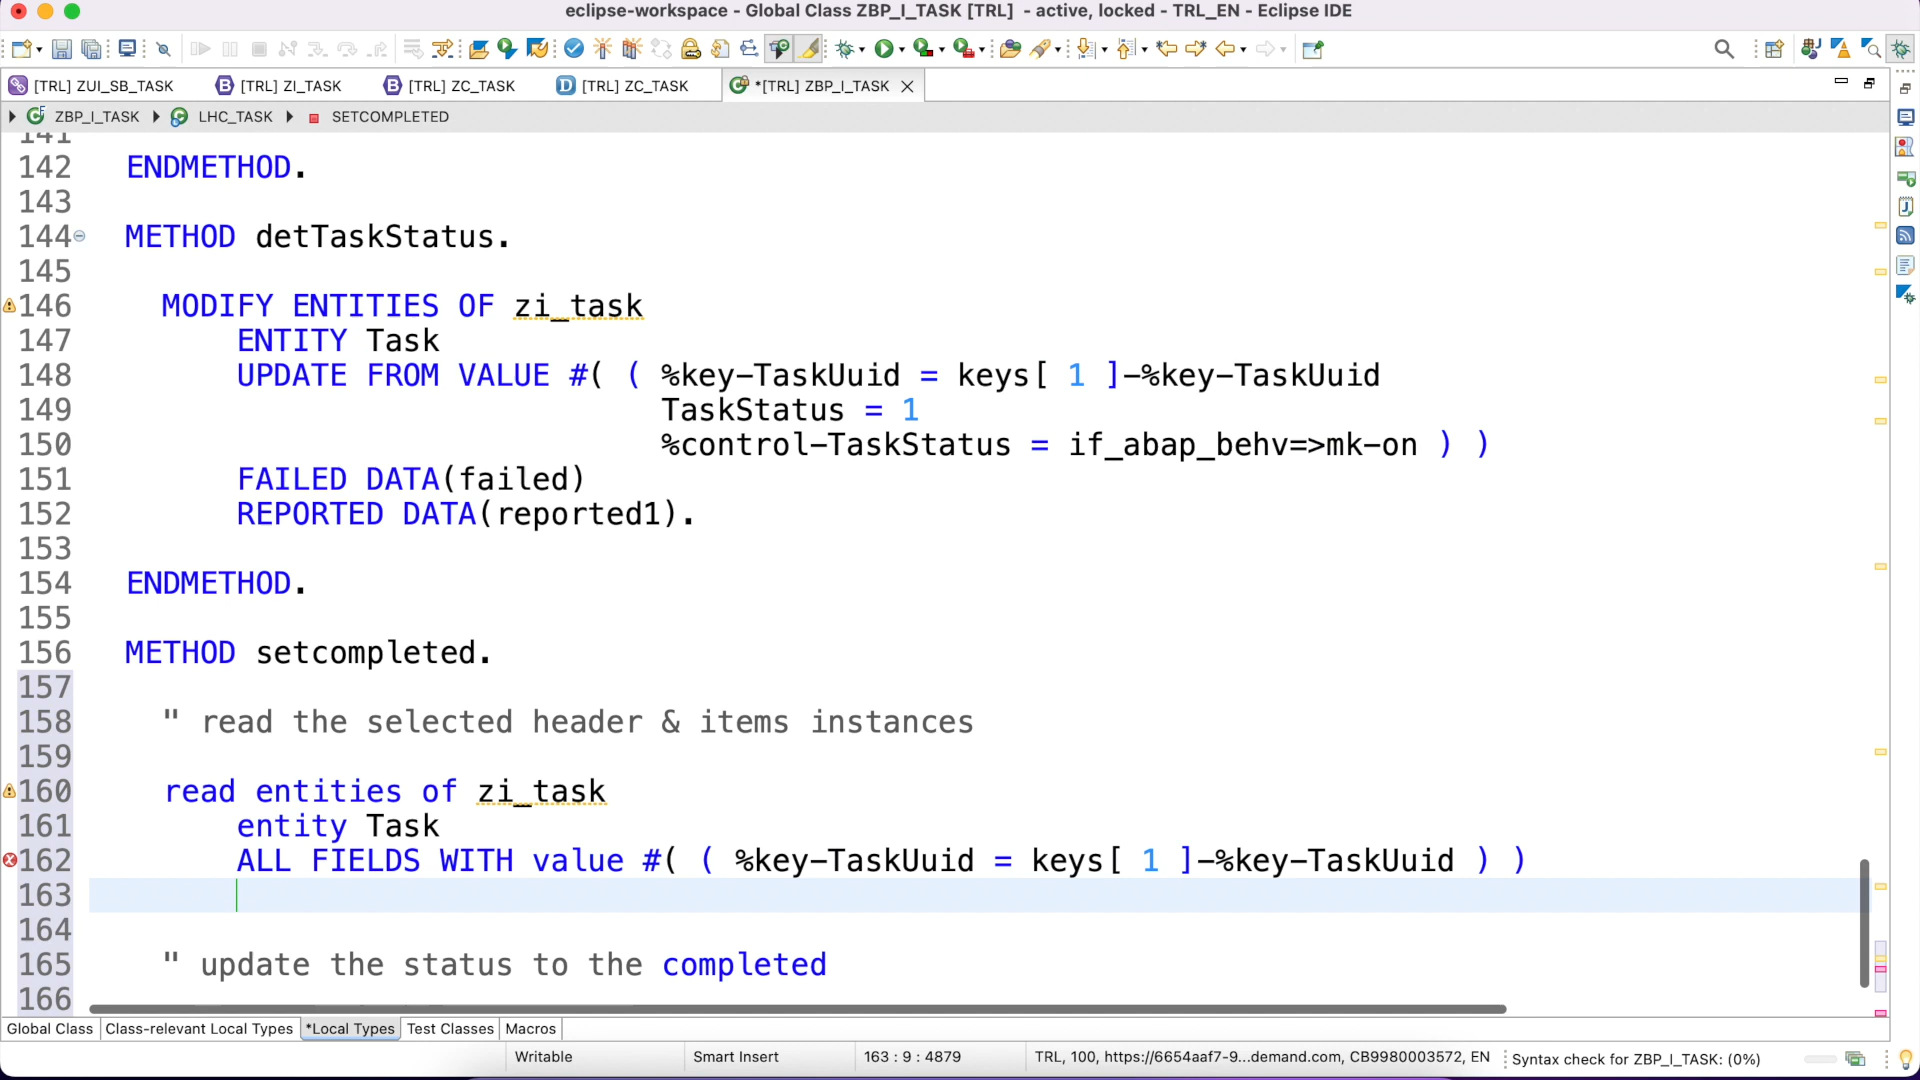 eclipse-workspace - Global Class ZBP_I_TASK [TRL] - active, locked - TRL_EN - Eclipse IDE
[TRL] ZUI_SB_TASK [TRL] ZI_TASK [TRL] ZC_TASK [TRL] ZC_TASK *[TRL] ZBP_I_TASK
ZBP_I_TASK LHC_TASK SETCOMPLETED
141
142 ENDMETHOD.
143
144 METHOD detTaskStatus.
145
146 MODIFY ENTITIES OF zi_task
147 ENTITY Task
148 UPDATE FROM VALUE #( ( %key-TaskUuid = keys[ 1 ]-%key-TaskUuid
149 TaskStatus = 1
150 %control-TaskStatus = if_abap_behv=>mk-on ) )
151 FAILED DATA(failed)
152 REPORTED DATA(reported1).
153
154 ENDMETHOD.
155
156 METHOD setcompleted.
157
158 " read the selected header & items instances
159
160 read entities of zi_task
161 entity Task
162 ALL FIELDS WITH value #( ( %key-TaskUuid = keys[ 1 ]-%key-TaskUuid ) )
163
164
165 " update the status to the completed
166
Global Class Class-relevant Local Types *Local Types Test Classes Macros
Writable Smart Insert 163 : 9 : 4879 TRL, 100, https://6654aaf7-9...demand.com, CB9980003572, EN Syntax check for ZBP_I_TASK: (0%)